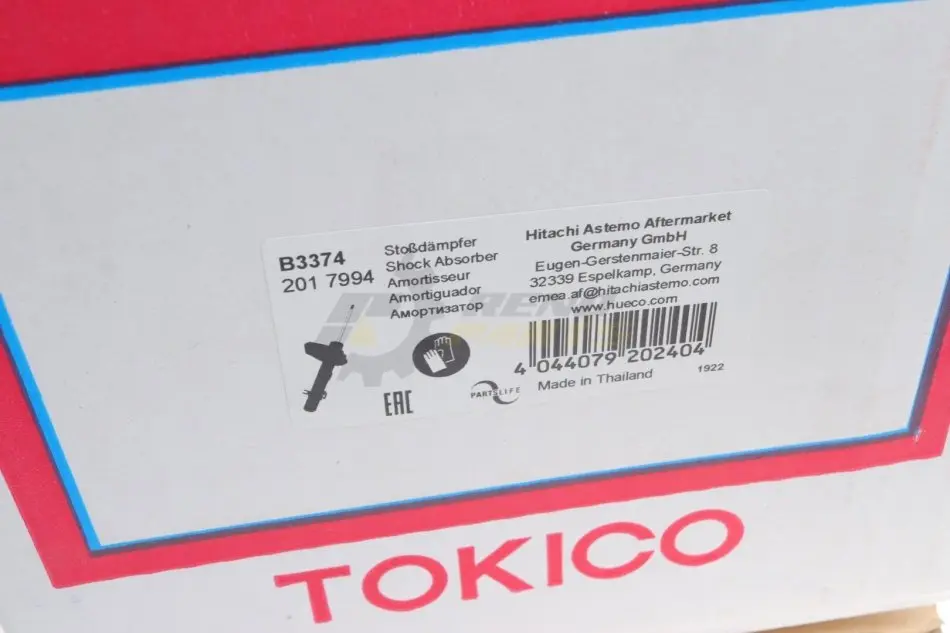 B3374
201 7994
Stoßdämpfer
Shock Absorber
Amortisseur
Amortiguador
Амортизатор
Hitachi Astemo Aftermarket
Germany GmbH
Eugen-Gerstenmaier-Str. 8
32339 Espelkamp, Germany
emea.af@hitachiastemo.com
www.hueco.com
4 044079 202404
Made in Thailand
1922
EAC
PARTSLIFE
TOKICO